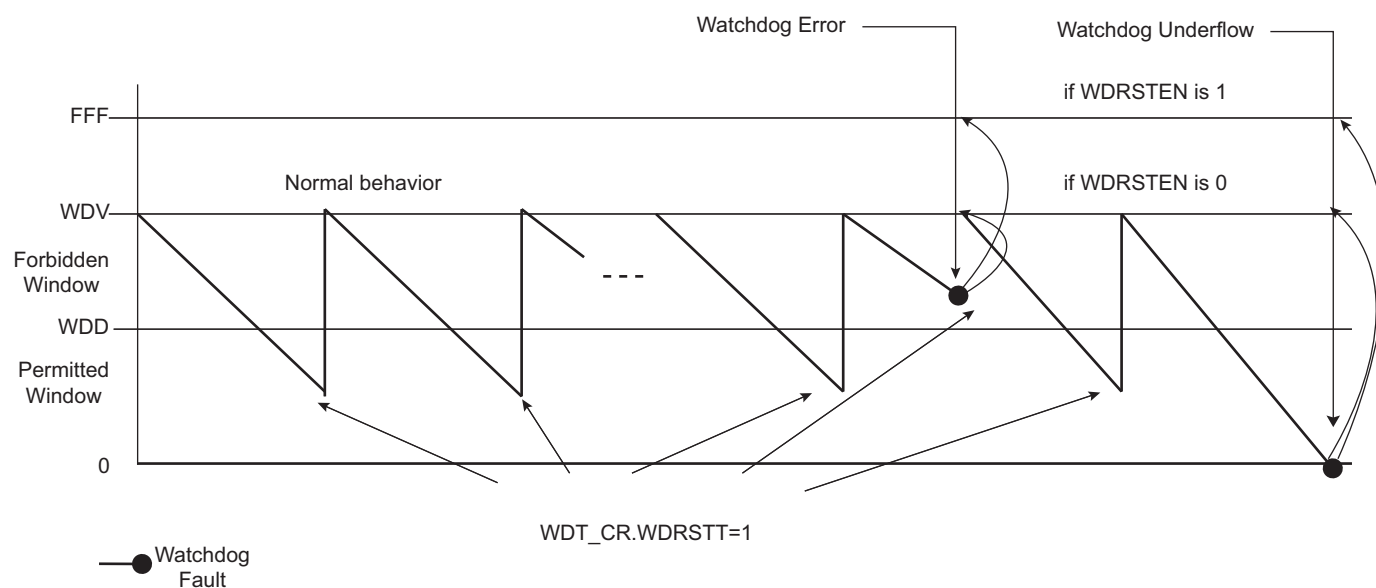 Watchdog Error
Watchdog Underflow
if WDRSTEN is 1
FFF
Normal behavior
if WDRSTEN is 0
WDV
Forbidden
Window
WDD
Permitted
Window
0
WDT_CR.WDRSTT=1
Watchdog
Fault